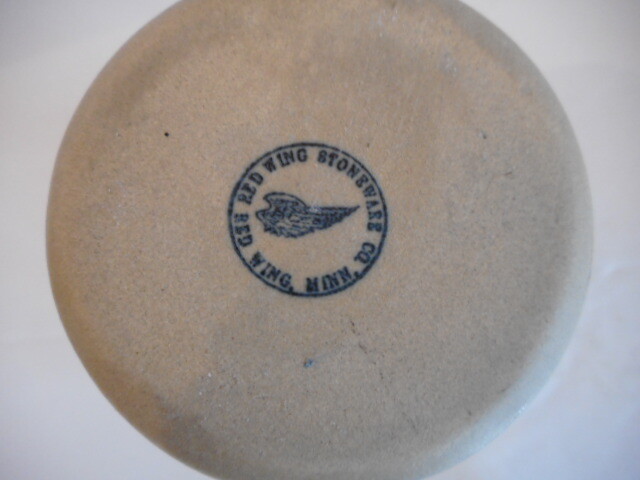 RED WING STONEWARE CO.
RED WING, MINN.